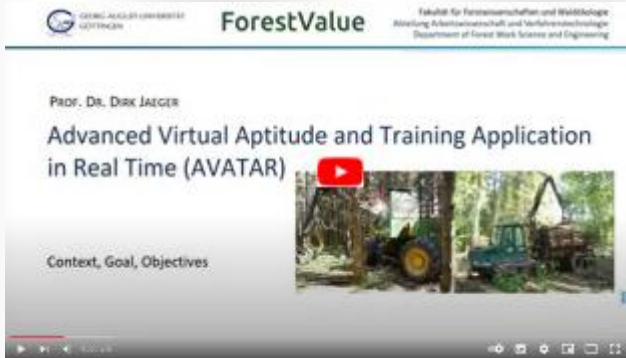 GEORG-AUGUST-UNIVERSITÄT
GÖTTINGEN
ForestValue
Fakultät für Forstwissenschaften und Waldökologie
Abteilung Arbeitswissenschaft und Verfahrenstechnologie
Department of Forest Work Science and Engineering
PROF. DR. DIRK JAEGER
Advanced Virtual Aptitude and Training Application
in Real Time (AVATAR)
Context, Goal, Objectives